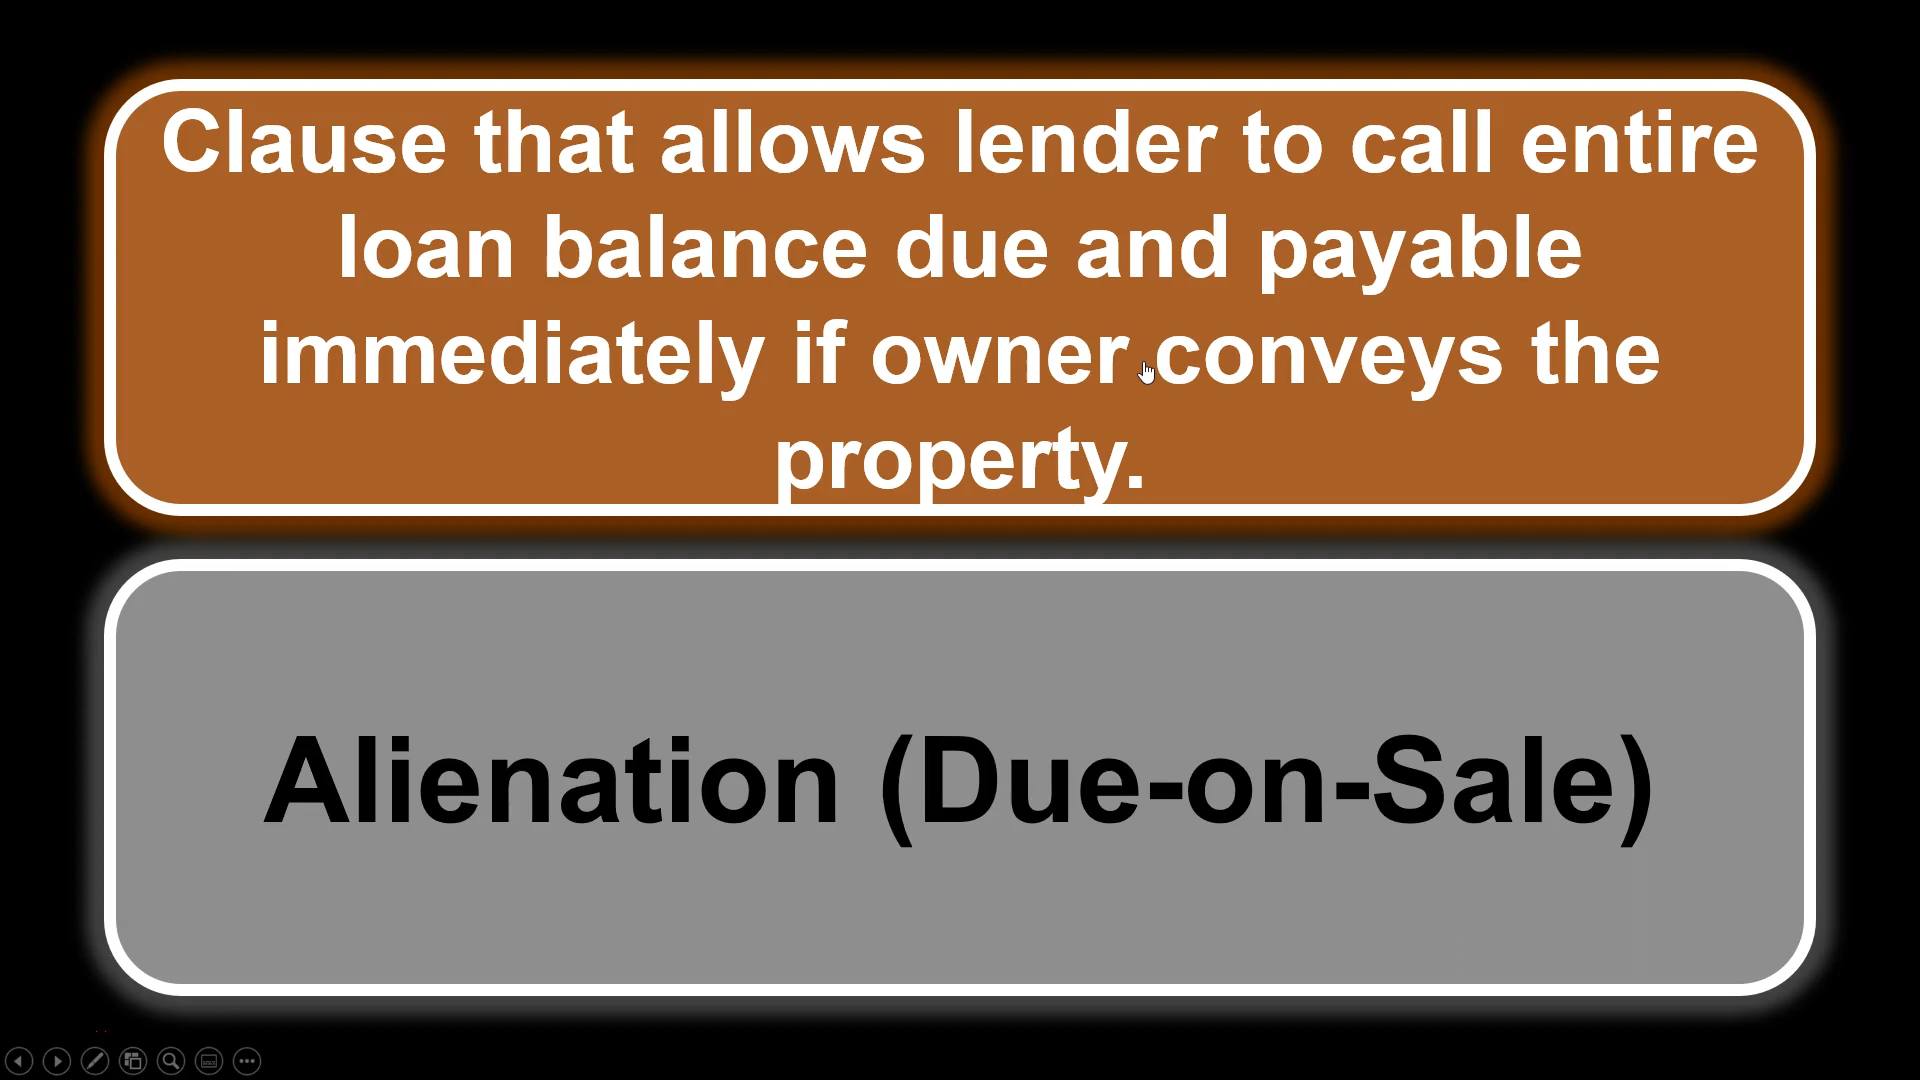 Clause that allows lender to call entire
loan balance due and payable
immediately if owner conveys the
property.
Alienation (Due-on-Sale)